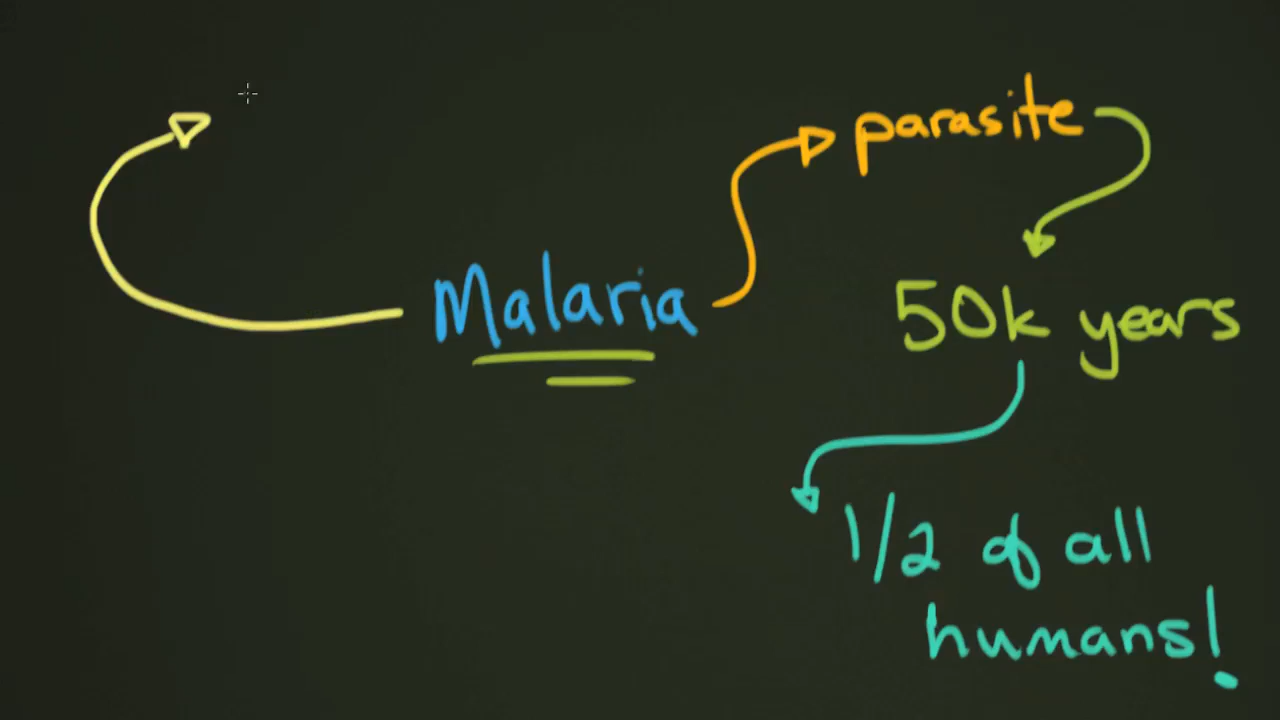 parasite
Malaria
50k years
1/2 of all
humans!